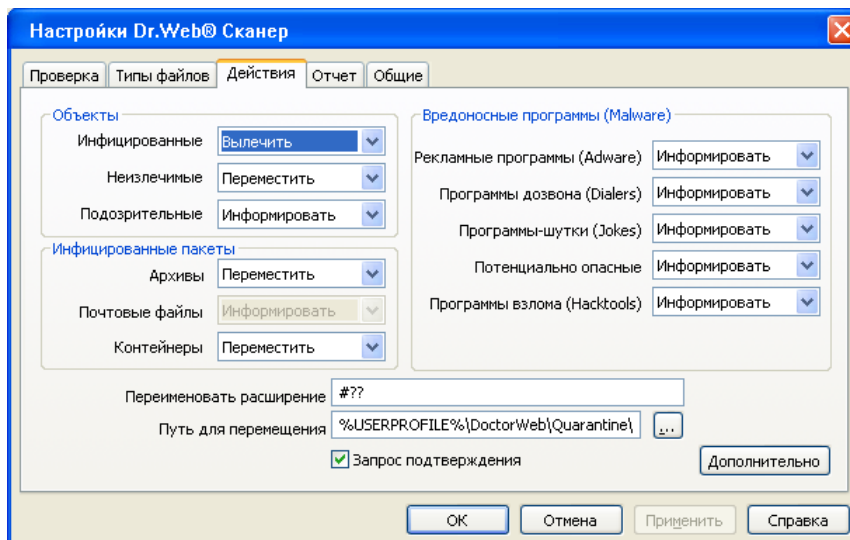 Настройки Dr.Web® Сканер
Проверка Типы файлов Действия Отчет Общие
Объекты
Инфицированные Вылечить
Неизлечимые Переместить
Подозрительные Информировать
Инфицированные пакеты
Архивы Переместить
Почтовые файлы Информировать
Контейнеры Переместить
Вредоносные программы (Malware)
Рекламные программы (Adware) Информировать
Программы дозвона (Dialers) Информировать
Программы-шутки (Jokes) Информировать
Потенциально опасные Информировать
Программы взлома (Hacktools) Информировать
Переименовать расширение #??
Путь для перемещения %USERPROFILE%\DoctorWeb\Quarantine\ ...
Запрос подтверждения
Дополнительно
ОК Отмена Применить Справка